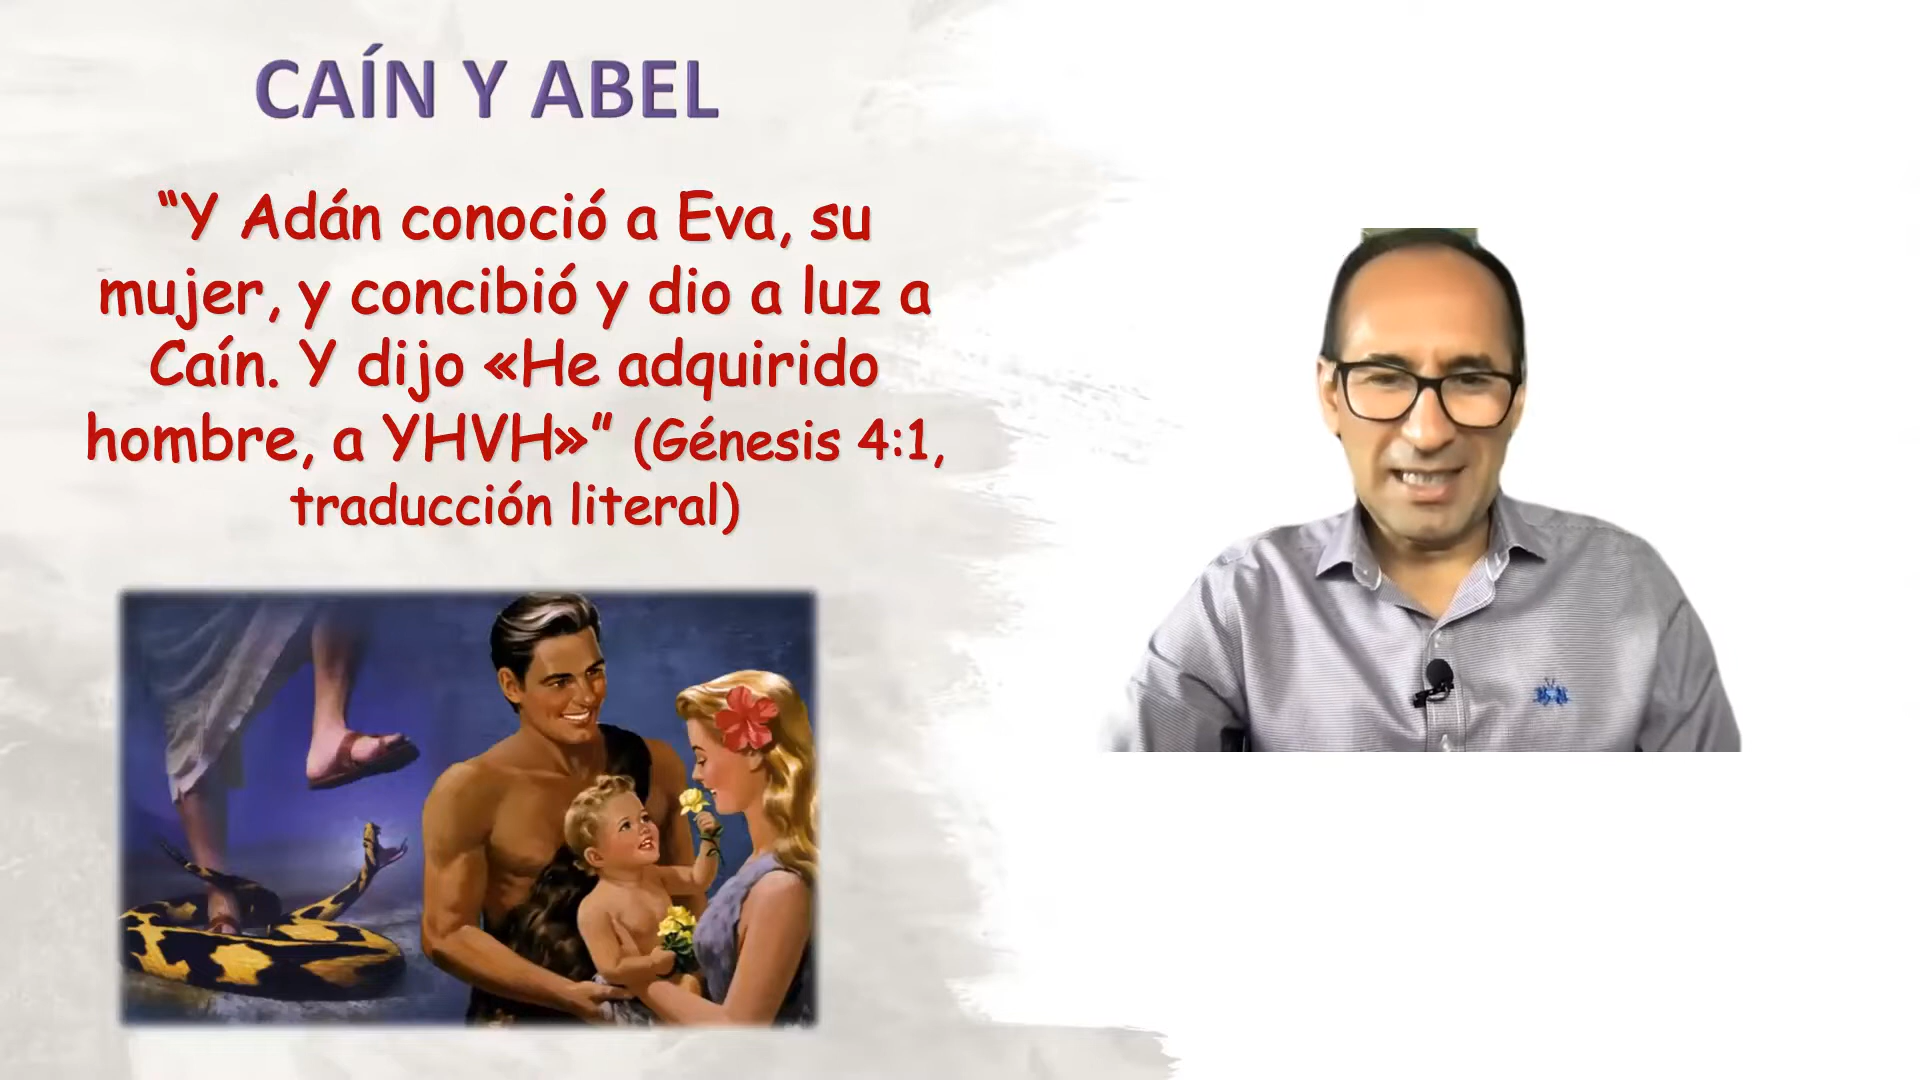 CAÍN Y ABEL
“Y Adán conoció a Eva, su
mujer, y concibió y dio a luz a
Caín. Y dijo «He adquirido
hombre, a YHVH»” (Génesis 4:1,
traducción literal)